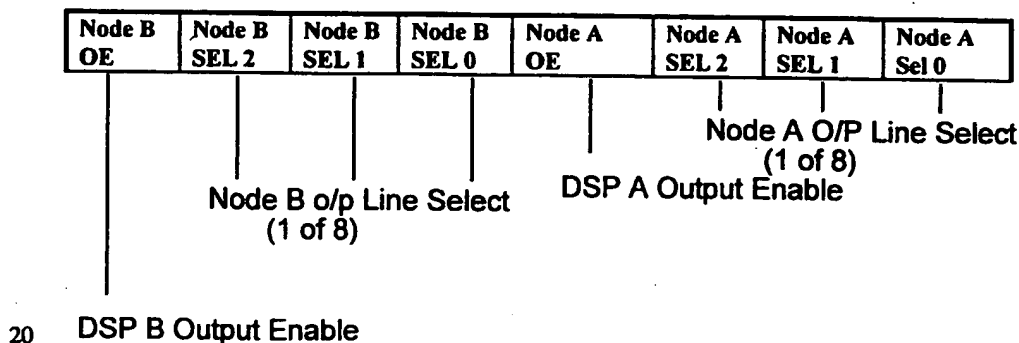 Node B Node B Node B Node B Node A Node A Node A Node A
OE SEL 2 SEL 1 SEL 0 OE SEL 2 SEL 1 Sel 0
Node A O/P Line Select
(1 of 8)
DSP A Output Enable
Node B o/p Line Select
(1 of 8)
20 DSP B Output Enable